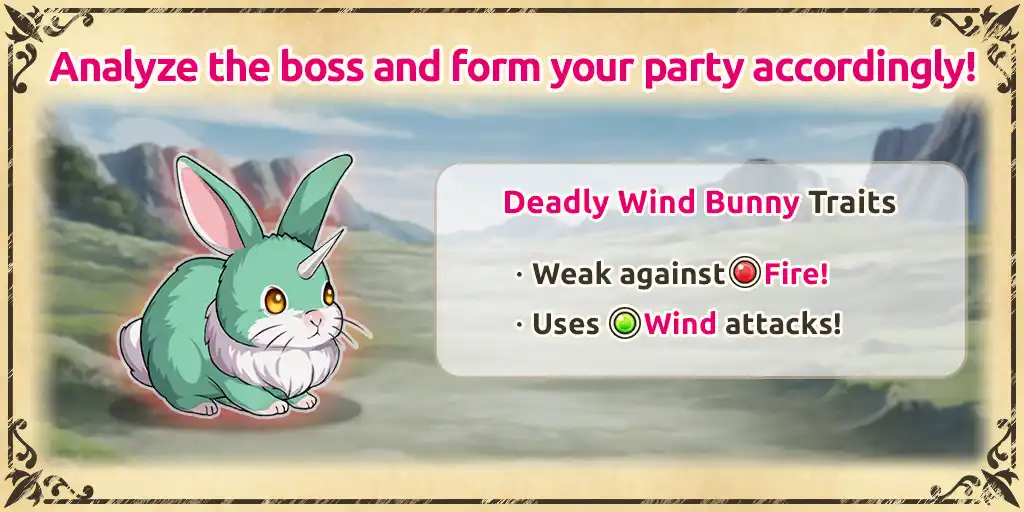 Analyze the boss and form your party accordingly!
Deadly Wind Bunny Traits
· Weak against Fire!
· Uses Wind attacks!